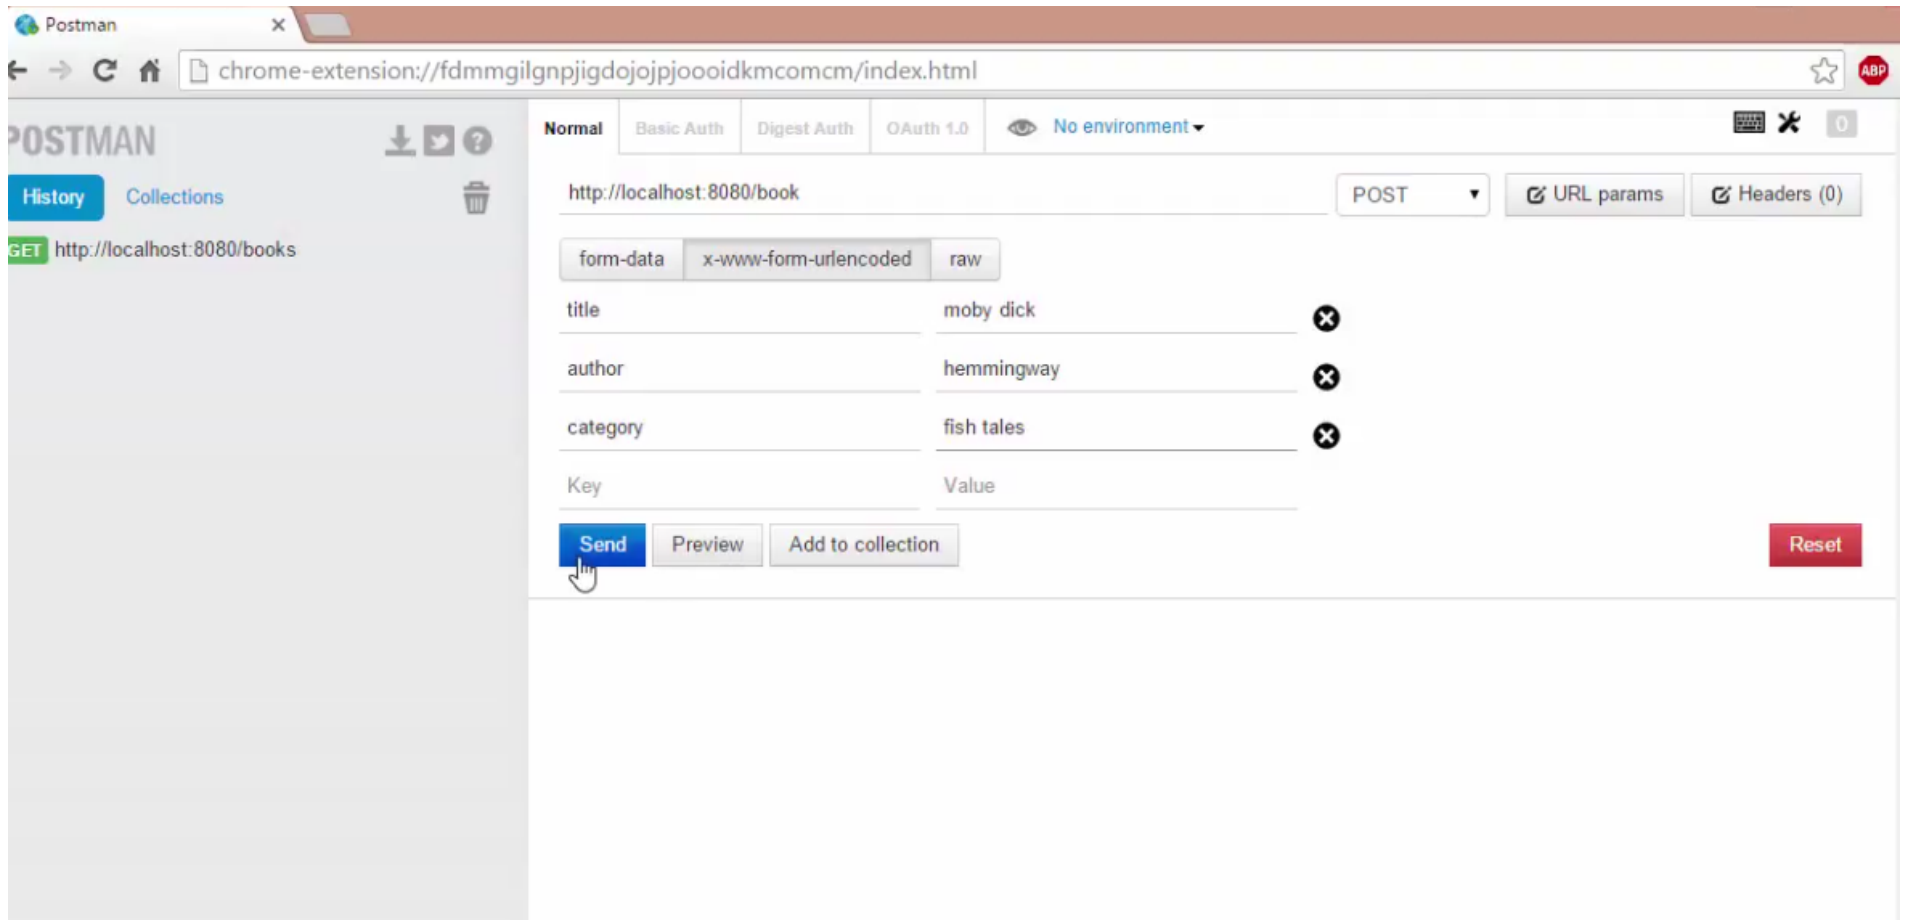 Postman
chrome-extension://fdmmgilgnpjigdojojpjoooidkmcomcm/index.html
ABP
POSTMAN
Normal Basic Auth Digest Auth OAuth 1.0 No environment 0
History Collections
http://localhost:8080/book POST URL params Headers (0)
GET http://localhost:8080/books
form-data x-www-form-urlencoded raw
title moby dick
author hemmingway
category fish tales
Key Value
Send Preview Add to collection Reset